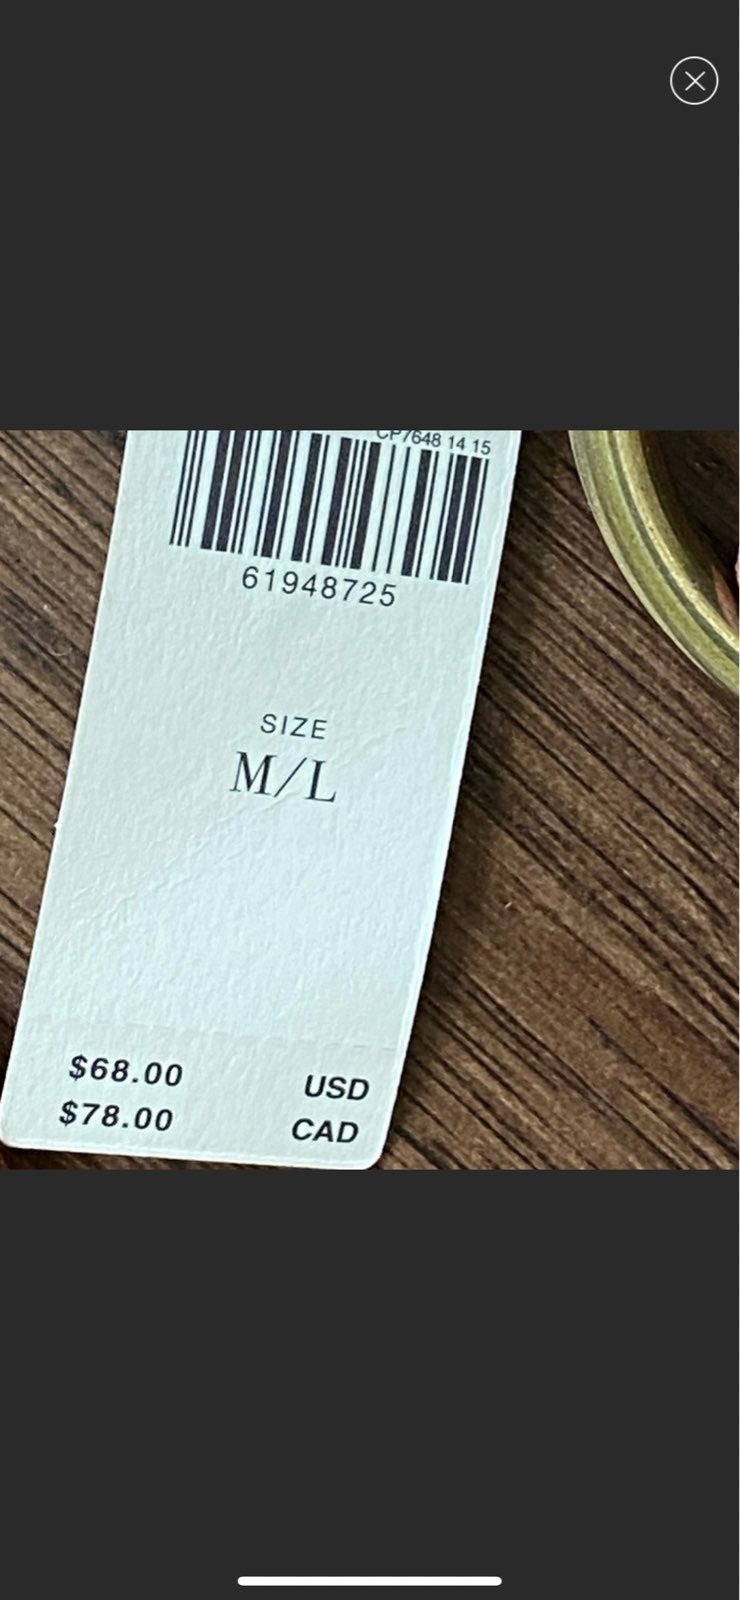 CP7648 14 15
61948725
SIZE
M/L
$68.00 USD
$78.00 CAD